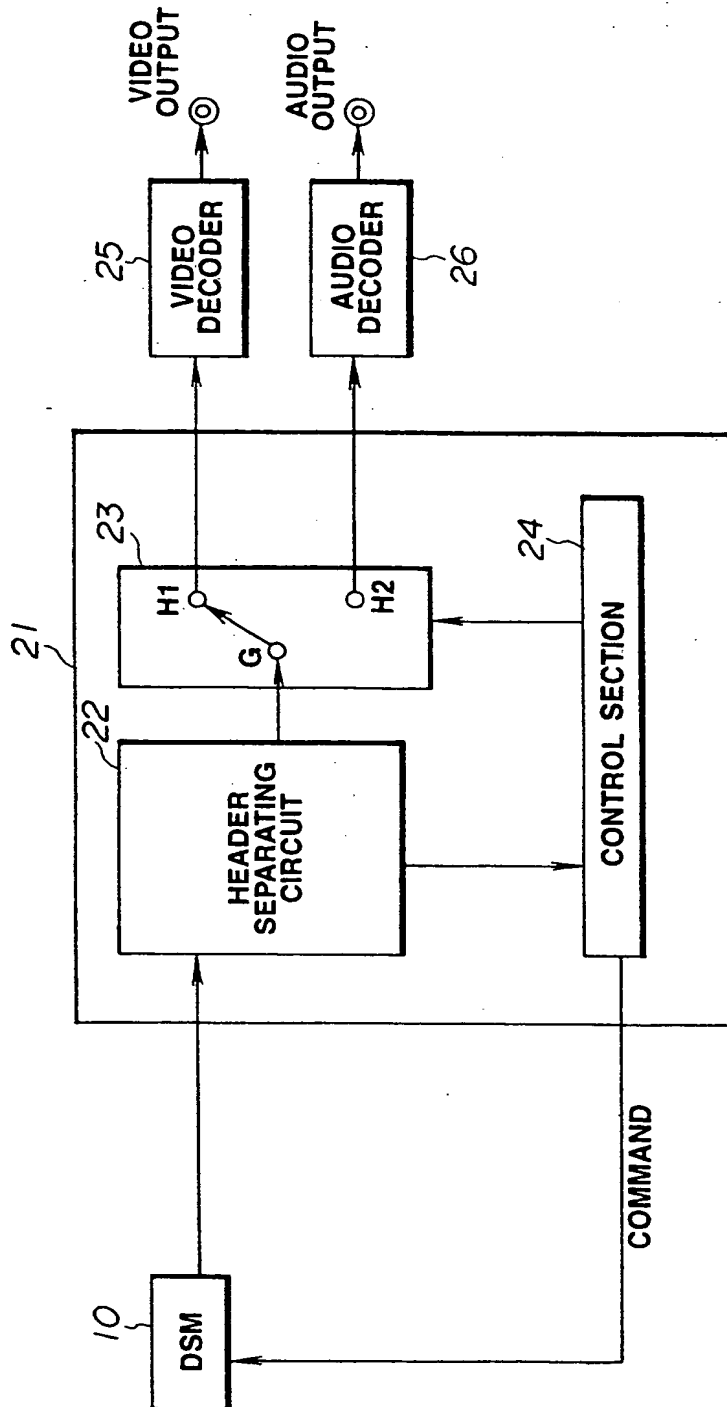 10
DSM
COMMAND
21
22
HEADER
SEPARATING
CIRCUIT
23
G
H1
H2
24
CONTROL SECTION
25
VIDEO
DECODER
VIDEO
OUTPUT
26
AUDIO
DECODER
AUDIO
OUTPUT